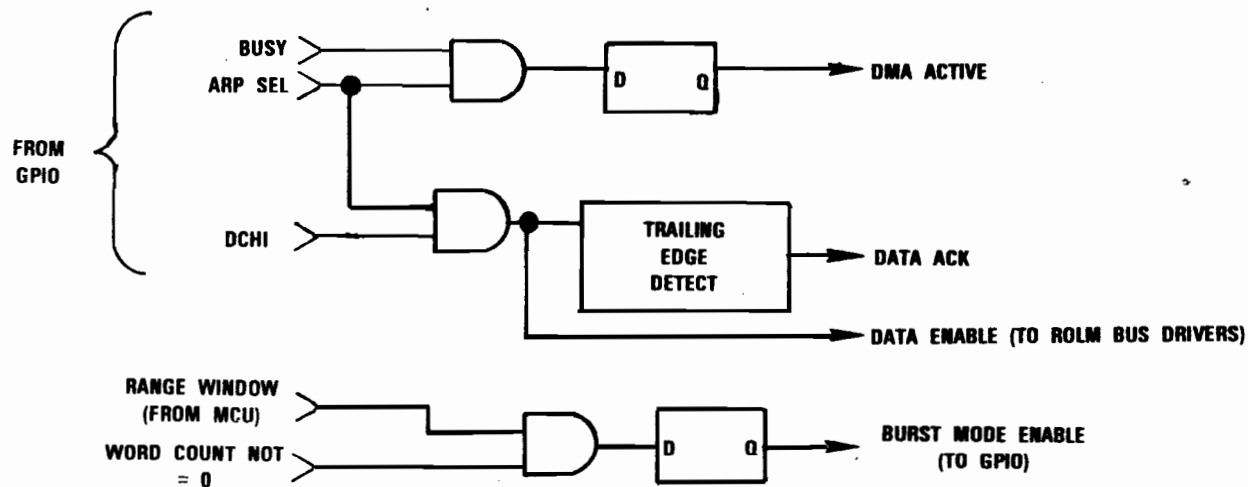 BUSY
ARP SEL
D Q
DMA ACTIVE
FROM
GPIO
DCHI
TRAILING
EDGE
DETECT
DATA ACK
DATA ENABLE (TO ROLM BUS DRIVERS)
RANGE WINDOW
(FROM MCU)
WORD COUNT NOT
= 0
D Q
BURST MODE ENABLE
(TO GPIO)